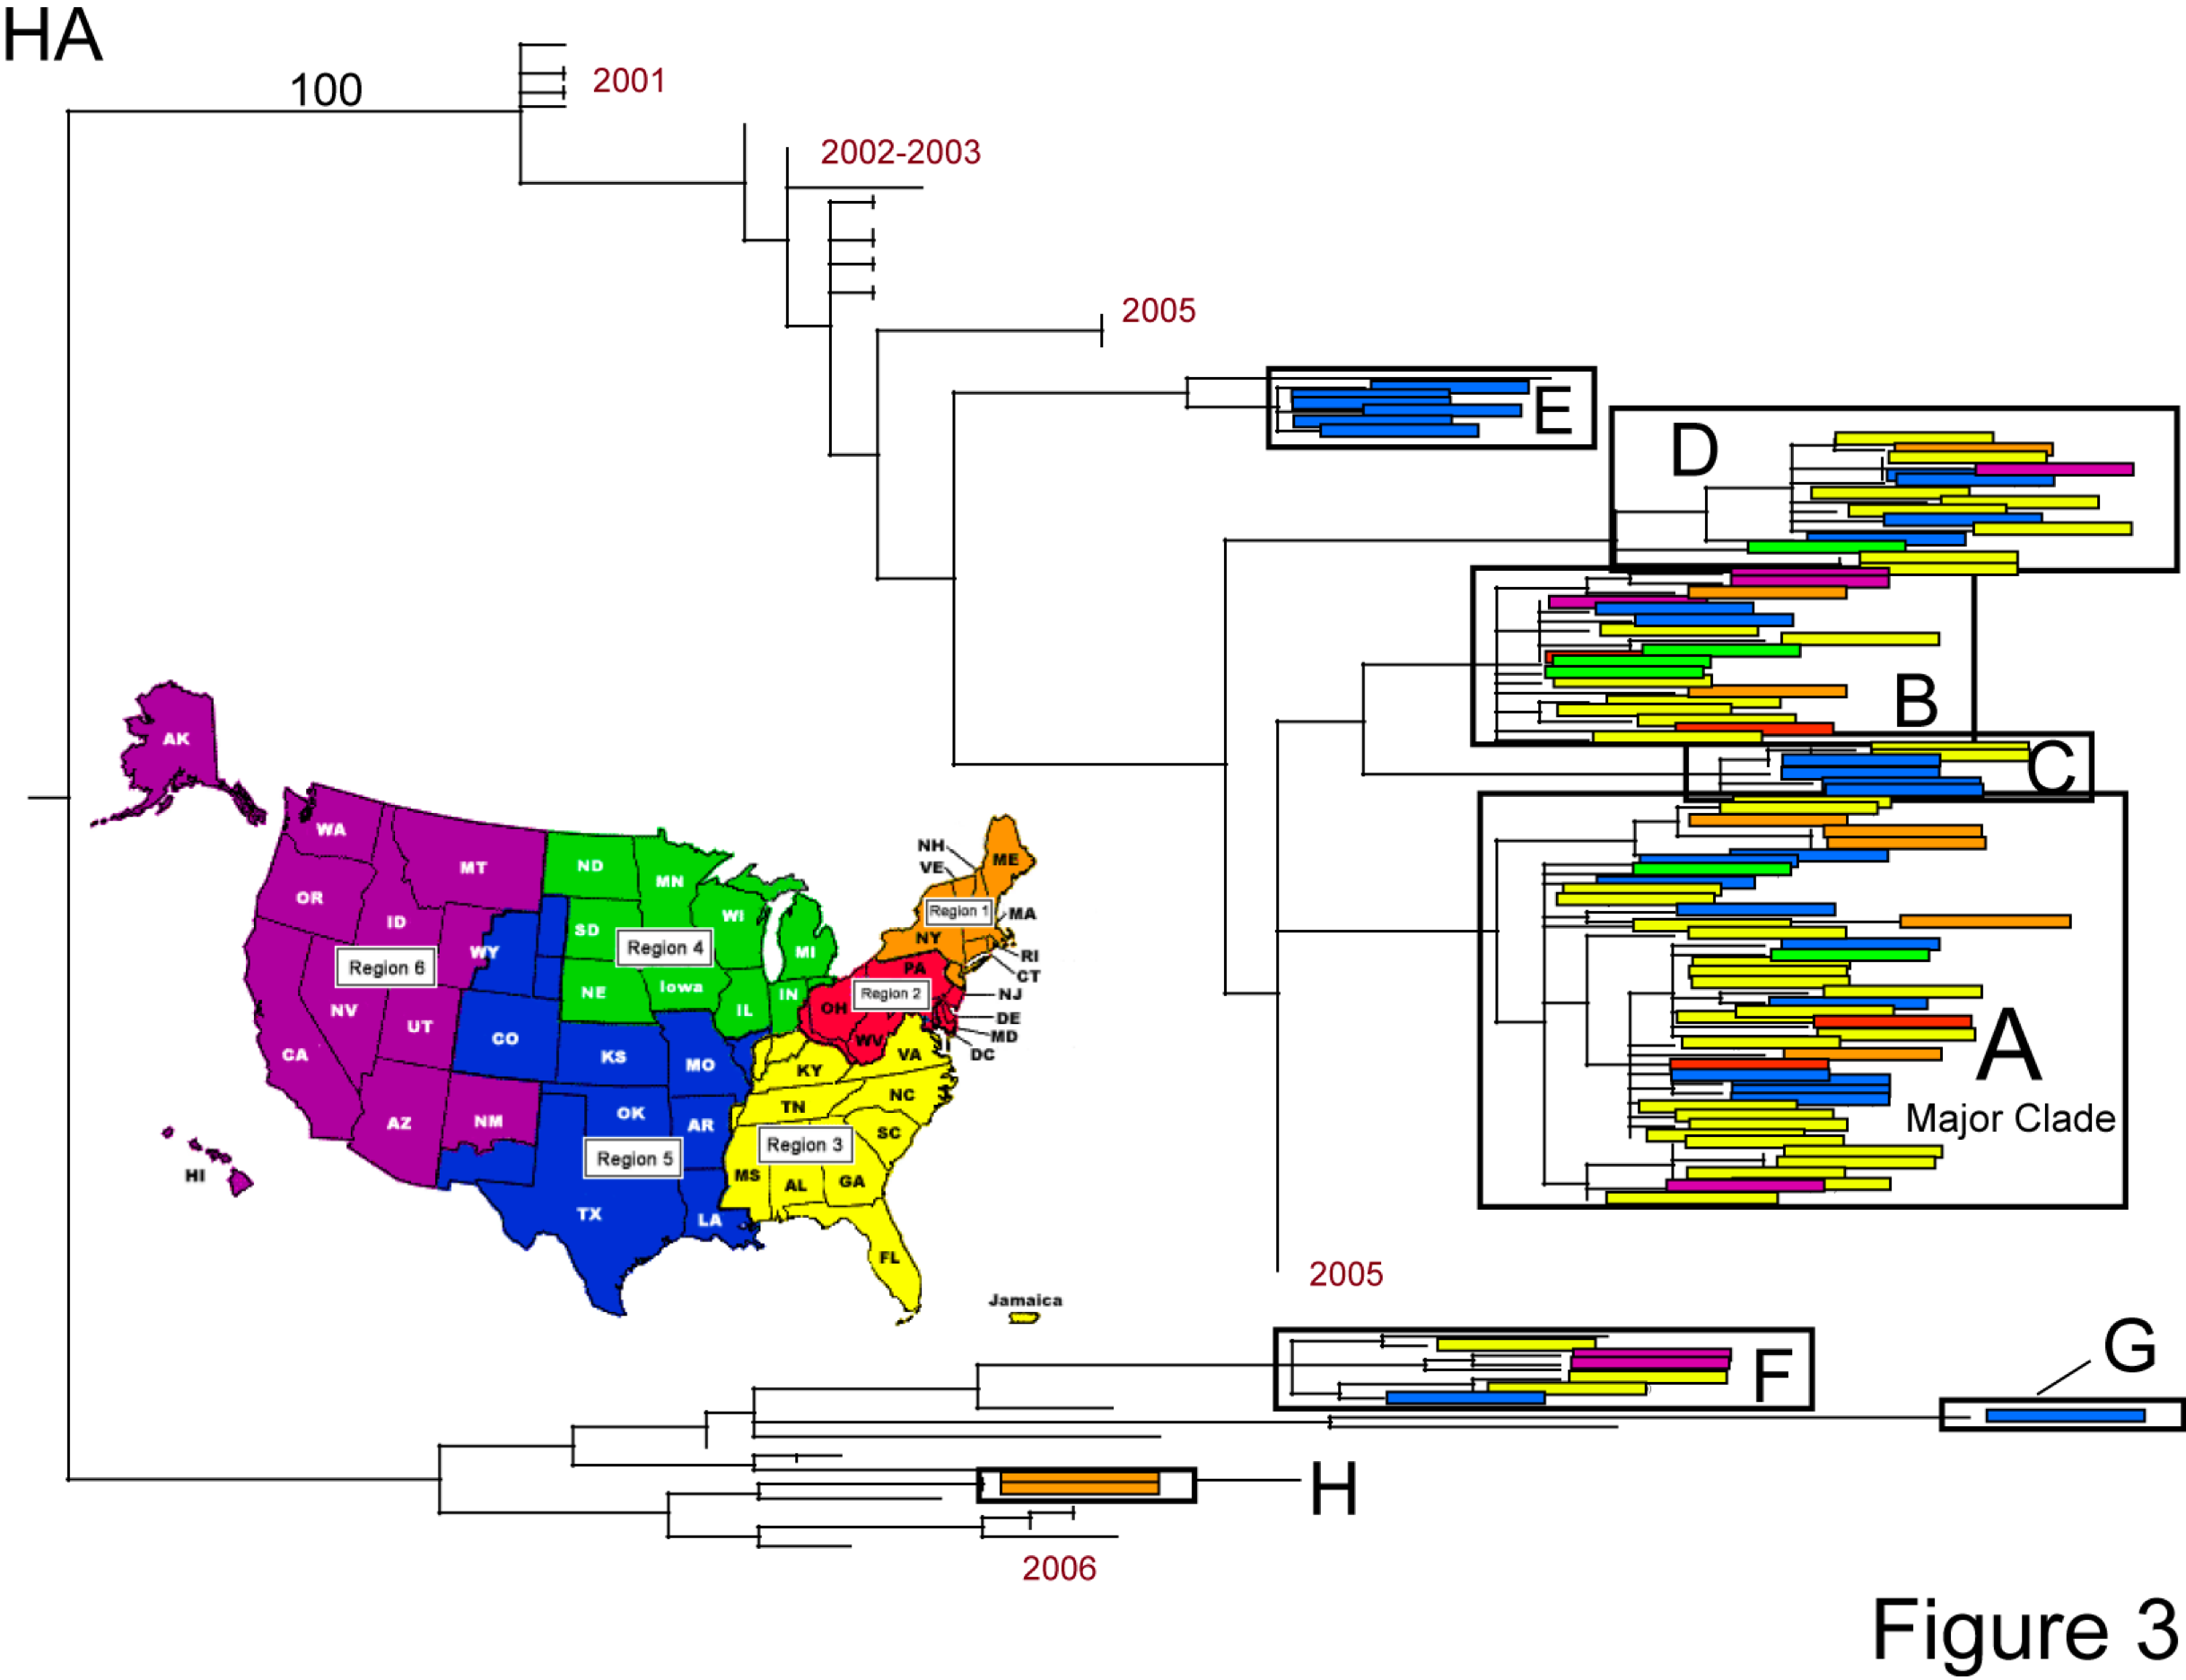 HA
100
2001
2002-2003
2005
E
D
B
C
A
Major Clade
2005
F
G
H
2006
AK
WA
MT
OR
ID
WY
Region 6
NV
UT
CA
AZ
NM
HI
ND
MN
WI
SD
Region 4
MI
NE
Iowa
IL
IN
CO
KS
MO
OK
AR
Region 5
TX
LA
NH
VE
ME
Region 1
MA
NY
RI
CT
PA
Region 2
NJ
OH
DE
WV
MD
DC
VA
KY
NC
TN
SC
Region 3
MS
AL
GA
FL
Jamaica
Figure 3